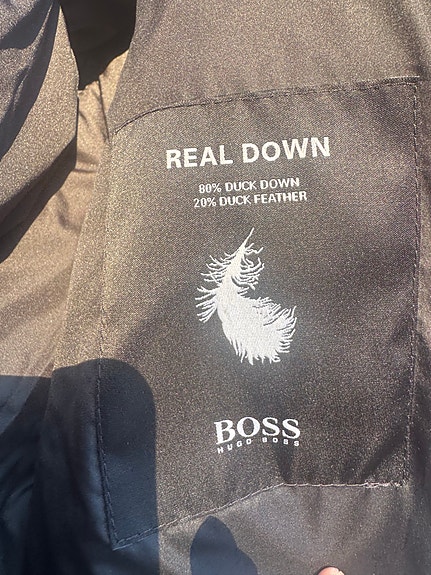 REAL DOWN
80% DUCK DOWN
20% DUCK FEATHER
BOSS
HUGO BOSS